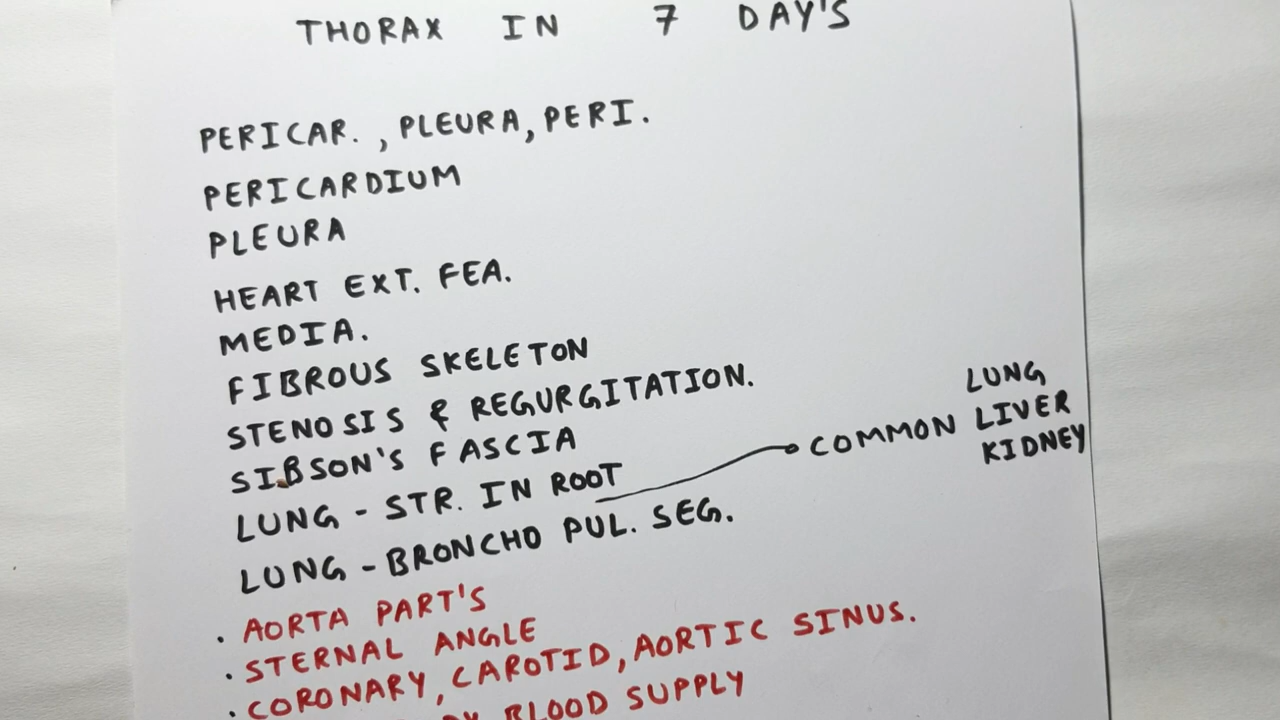 THORAX IN 7 DAY'S
PERICAR. , PLEURA, PERI.
PERICARDIUM
PLEURA
HEART EXT. FEA.
MEDIA.
FIBROUS SKELETON
STENOSIS & REGURGITATION.
SIBSON'S FASCIA
LUNG - STR. IN ROOT
COMMON
LUNG
LIVER
KIDNEY
LUNG - BRONCHO PUL. SEG.
. AORTA PART'S
. STERNAL ANGLE
. CORONARY, CAROTID, AORTIC SINUS.
BLOOD SUPPLY